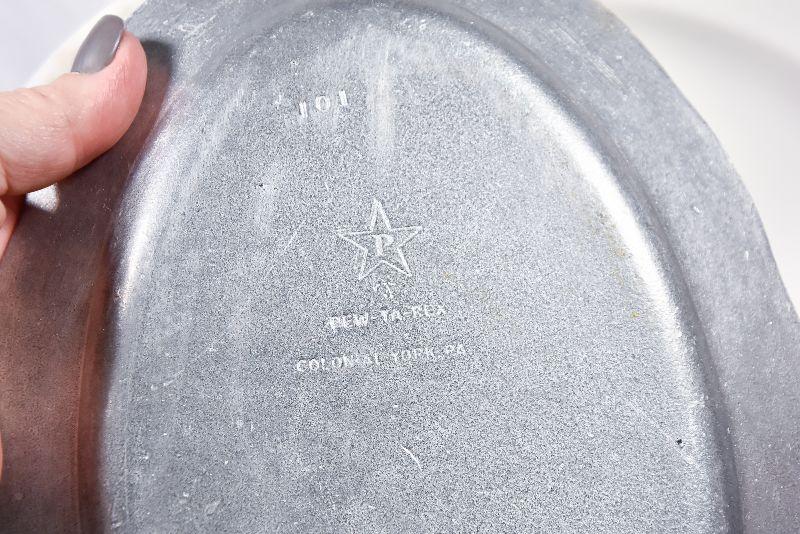 101
P
PEW-TA-REX
COLONIAL YORK, PA